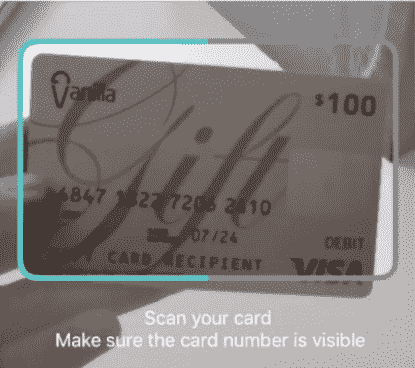 Vanilla
$100
Gift
07/24
DEBIT
CARD RECIPIENT
VISA
Scan your card
Make sure the card number is visible